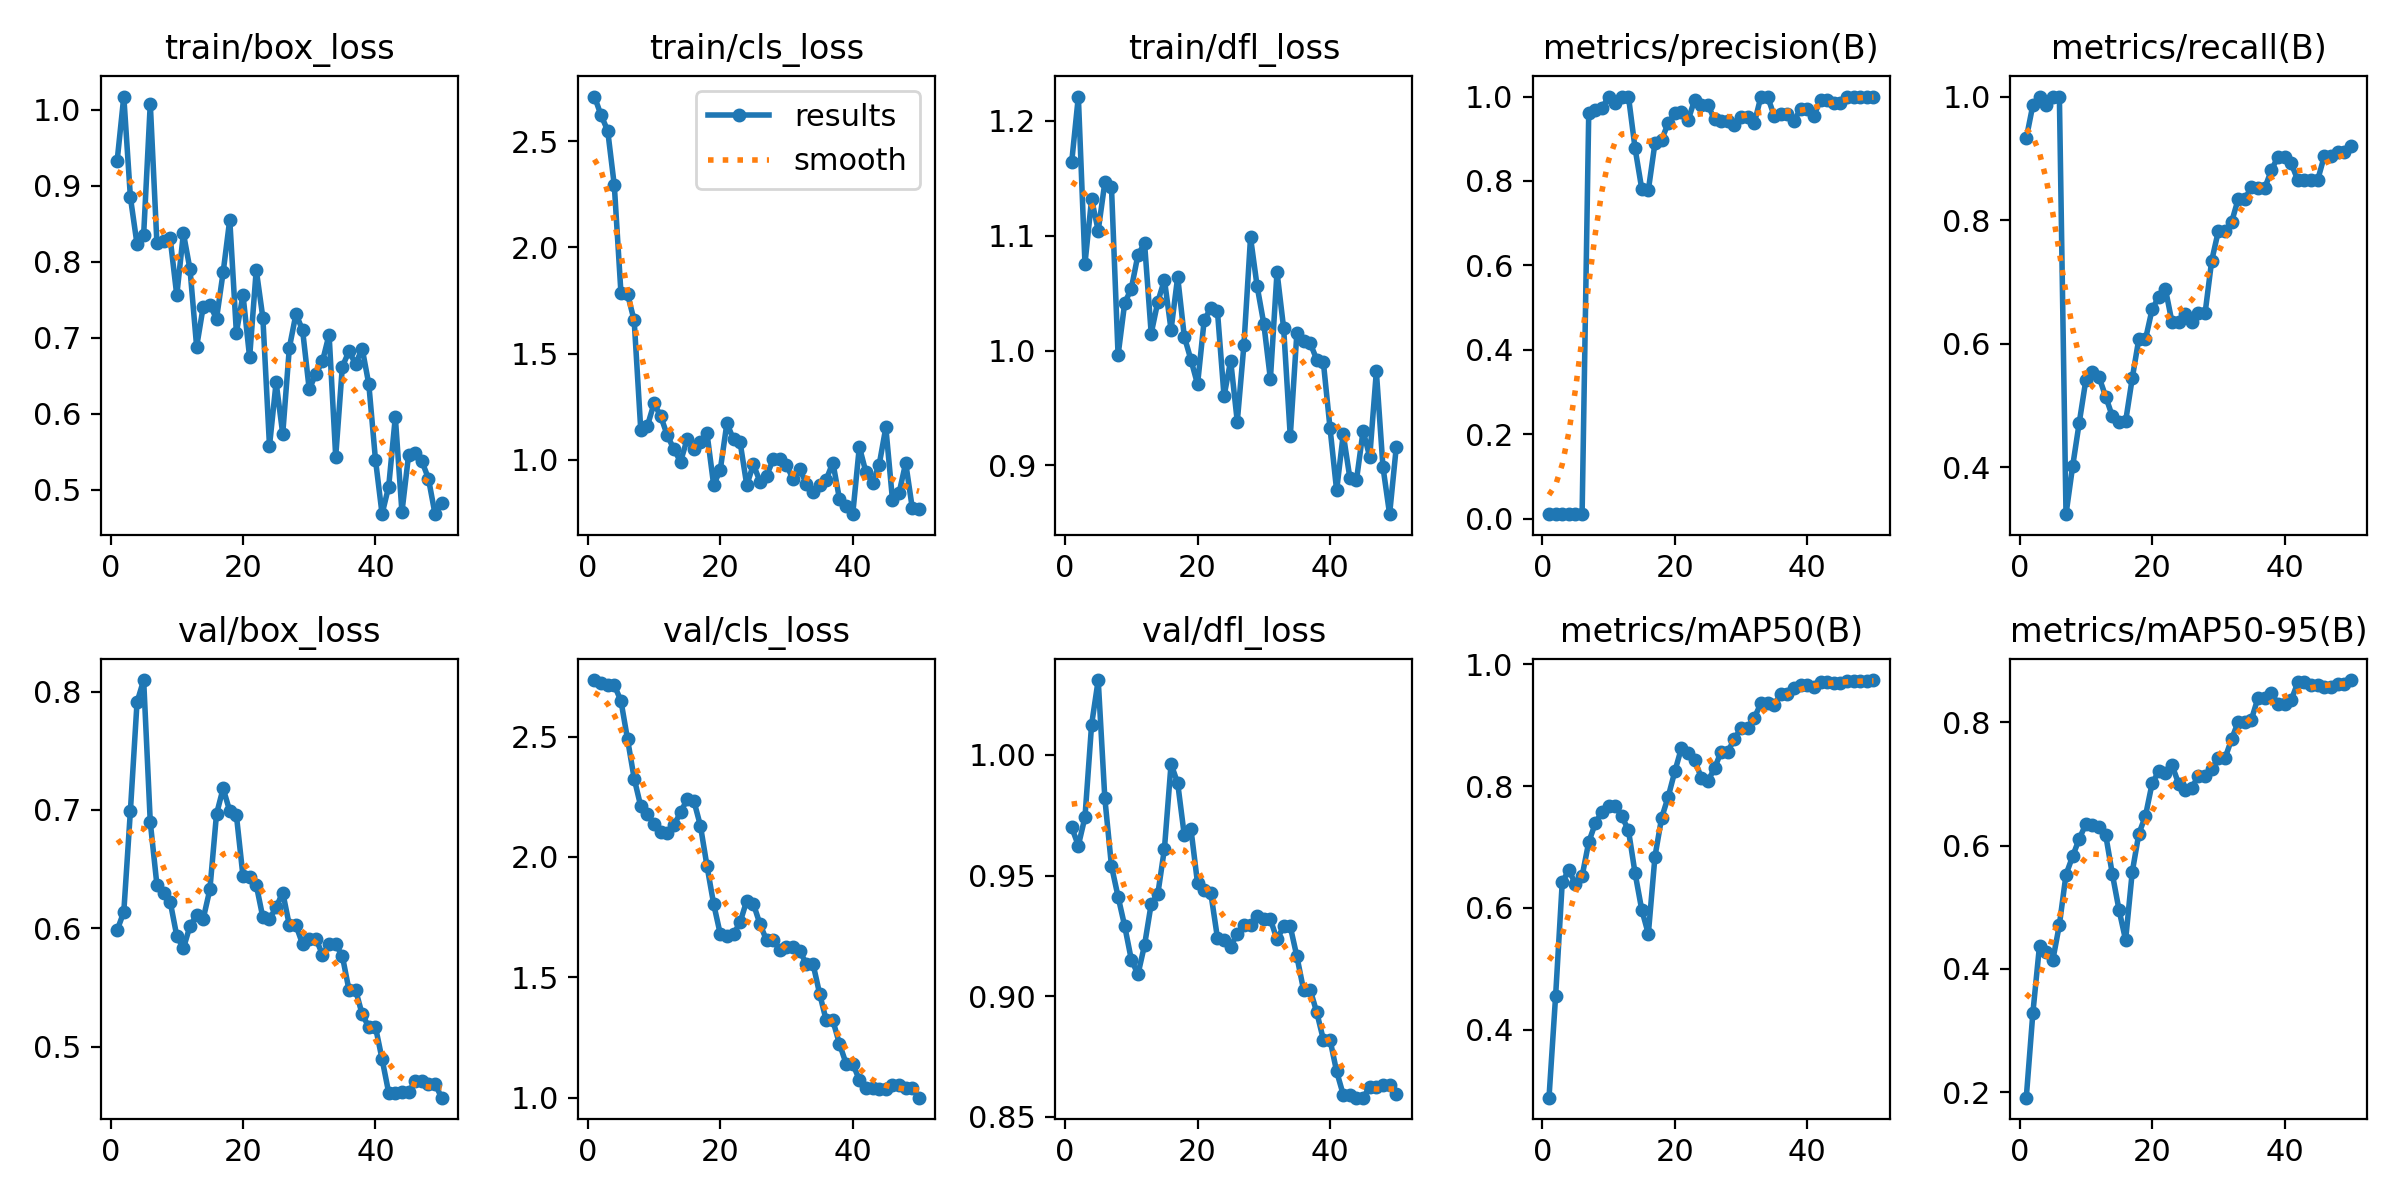 train/box_loss
train/cls_loss
train/dfl_loss
metrics/precision(B)
metrics/recall(B)
1.0
0.9
0.8
0.7
0.6
0.5
0 20 40
2.5
2.0
1.5
1.0
results
smooth
0 20 40
1.2
1.1
1.0
0.9
0 20 40
1.0
0.8
0.6
0.4
0.2
0.0
0 20 40
1.0
0.8
0.6
0.4
0 20 40
val/box_loss
val/cls_loss
val/dfl_loss
metrics/mAP50(B)
metrics/mAP50-95(B)
0.8
0.7
0.6
0.5
0 20 40
2.5
2.0
1.5
1.0
0 20 40
1.00
0.95
0.90
0.85
0 20 40
1.0
0.8
0.6
0.4
0 20 40
0.8
0.6
0.4
0.2
0 20 40